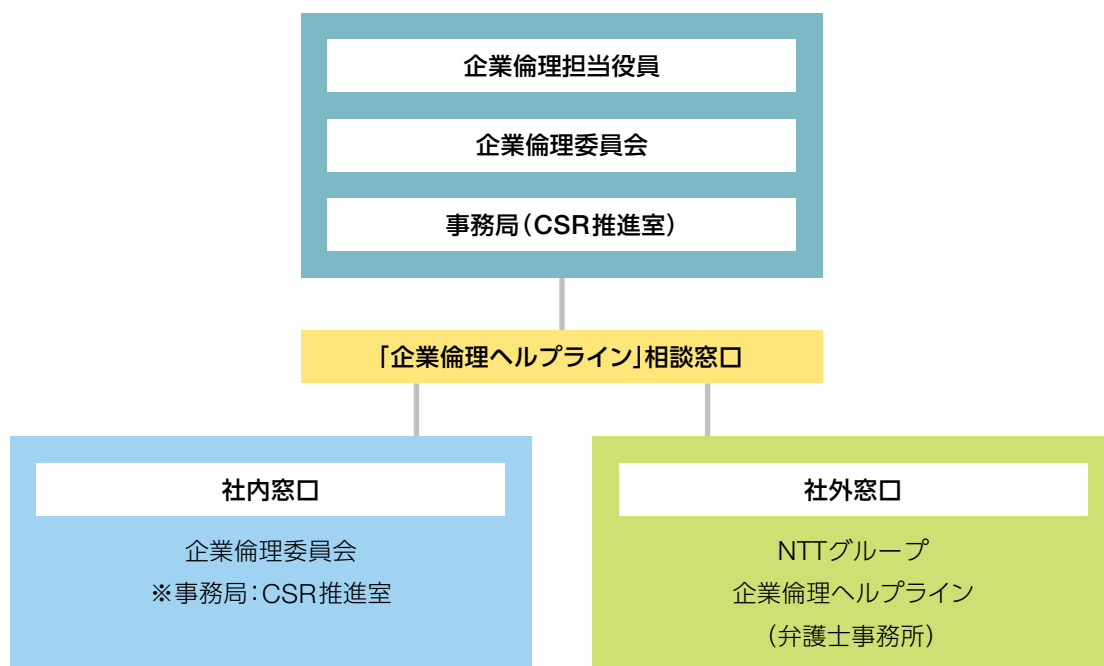 企業倫理担当役員
企業倫理委員会
事務局（CSR推進室）
「企業倫理ヘルプライン」相談窓口
社内窓口
企業倫理委員会
※事務局：CSR推進室
社外窓口
NTTグループ
企業倫理ヘルプライン
（弁護士事務所）